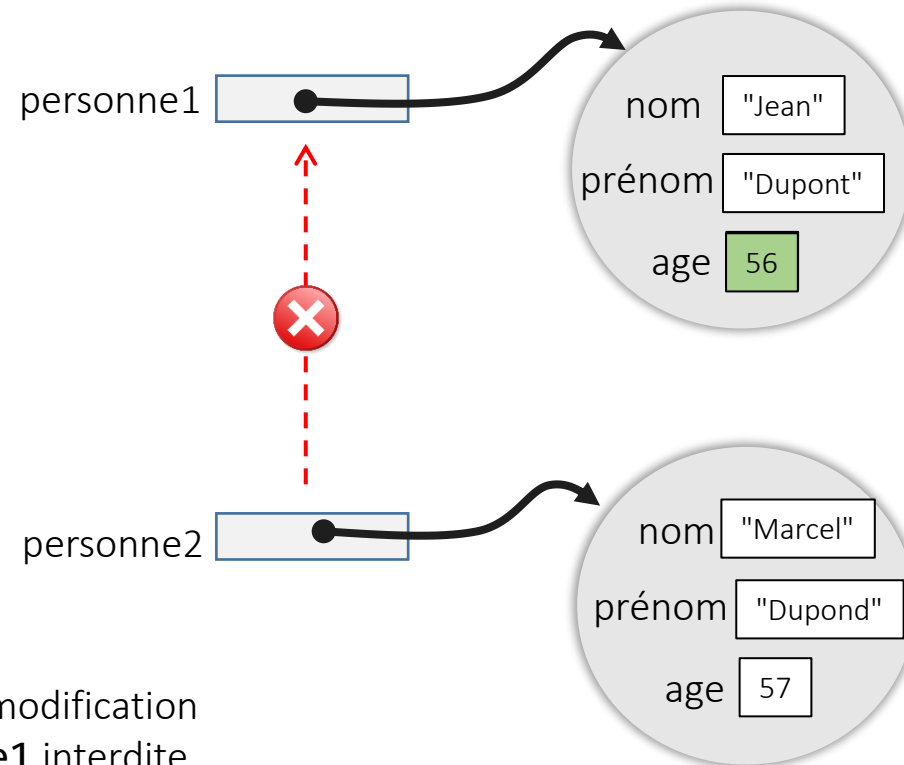 personne1
nom "Jean"
prénom "Dupont"
age 56
personne2
nom "Marcel"
prénom "Dupond"
age 57
modification
interdite